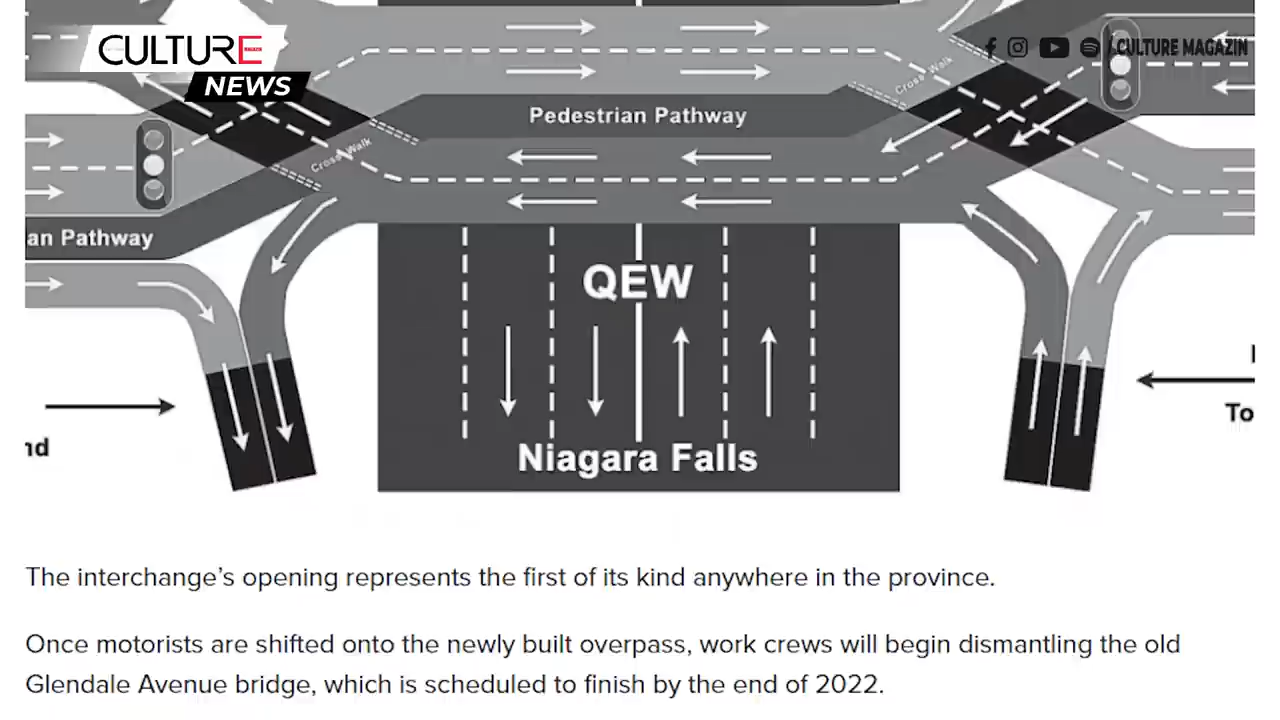 CULTURE
NEWS
/CULTURE MAGAZIN
Cross Walk
Pedestrian Pathway
Cross Walk
an Pathway
QEW
To
nd
Niagara Falls
The interchange’s opening represents the first of its kind anywhere in the province.
Once motorists are shifted onto the newly built overpass, work crews will begin dismantling the old
Glendale Avenue bridge, which is scheduled to finish by the end of 2022.